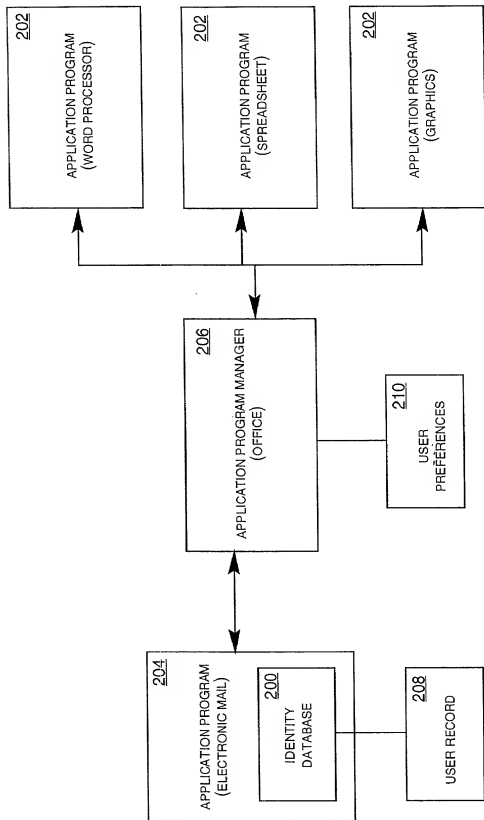 204
APPLICATION PROGRAM
(ELECTRONIC MAIL)
200
IDENTITY
DATABASE
208
USER RECORD
206
APPLICATION PROGRAM MANAGER
(OFFICE)
210
USER
PREFERENCES
202
APPLICATION PROGRAM
(WORD PROCESSOR)
202
APPLICATION PROGRAM
(SPREADSHEET)
202
APPLICATION PROGRAM
(GRAPHICS)